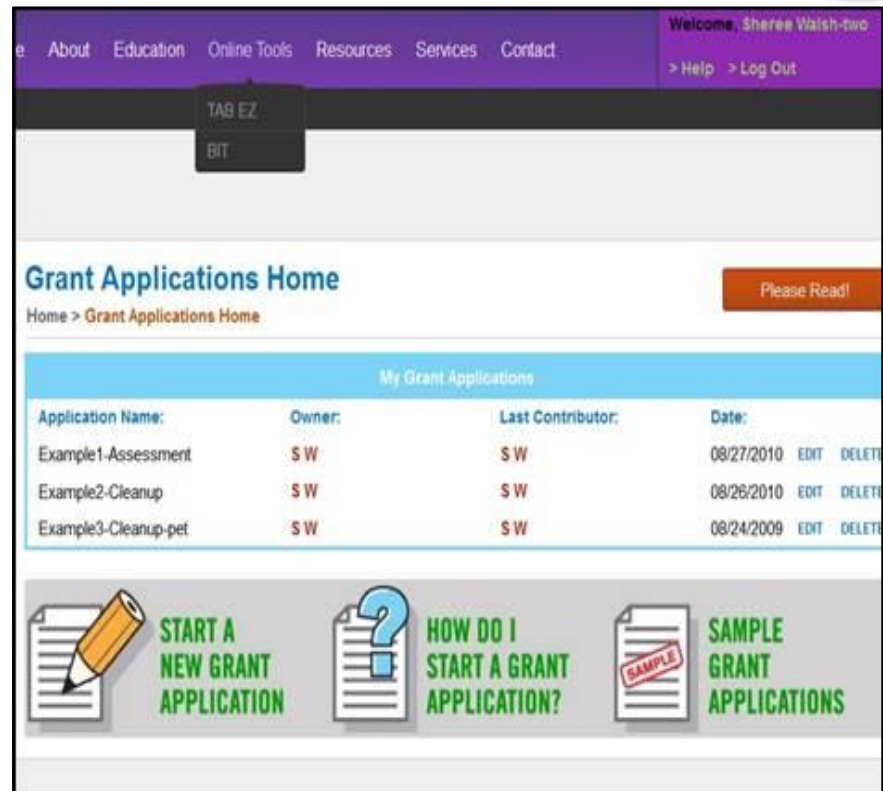 Welcome, Sheree Walsh-two
e About Education Online Tools Resources Services Contact
> Help > Log Out
TAB EZ
BIT
Grant Applications Home
Please Read!
Home > Grant Applications Home
My Grant Applications
Application Name: Owner: Last Contributor: Date:
Example1-Assessment S W S W 08/27/2010 EDIT DELETE
Example2-Cleanup S W S W 08/26/2010 EDIT DELETE
Example3-Cleanup-pet S W S W 08/24/2009 EDIT DELETE
START A
NEW GRANT
APPLICATION
HOW DO I
START A GRANT
APPLICATION?
SAMPLE
SAMPLE
GRANT
APPLICATIONS